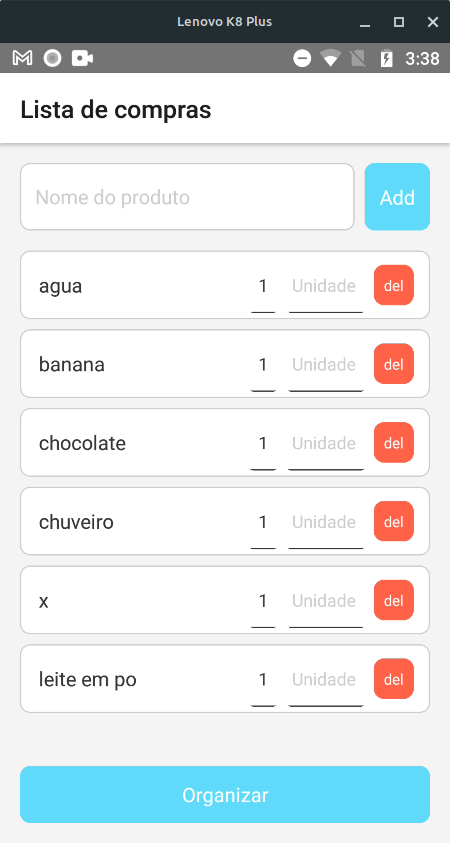 Lenovo K8 Plus
3:38
Lista de compras
Nome do produto Add
agua 1 Unidade del
banana 1 Unidade del
chocolate 1 Unidade del
chuveiro 1 Unidade del
x 1 Unidade del
leite em po 1 Unidade del
Organizar